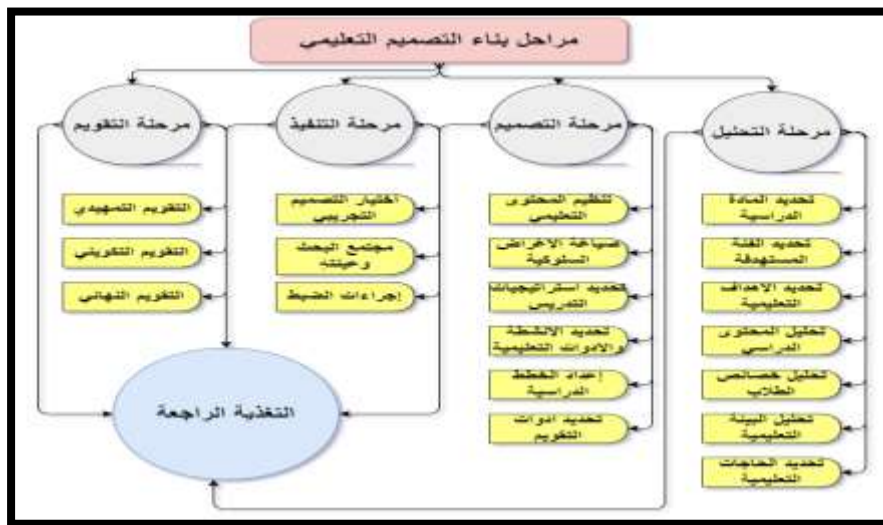 مراحل بناء التصميم التعليمي
مرحلة التحليل
مرحلة التصميم
مرحلة التنفيذ
مرحلة التقويم
تحديد المادة
الدراسية
تحديد الفئة
المستهدفة
تحديد الاهداف
التعليمية
تحليل المحتوى
الدراسي
تحليل خصائص
الطلاب
تحليل البيئة
التعليمية
تحديد الحاجات
التعليمية
تنظيم المحتوى
التعليمي
صياغة الاغراض
السلوكية
تحديد استراتيجيات
التدريس
تحديد الأنشطة
والادوات التعليمية
إعداد الخطط
الدراسية
تحديد ادوات
التقويم
اختيار التصميم
التجريبي
مجتمع البحث
وعينته
إجراءات الضبط
التقويم التمهيدي
التقويم التكويني
التقويم النهائي
التغذية الراجعة